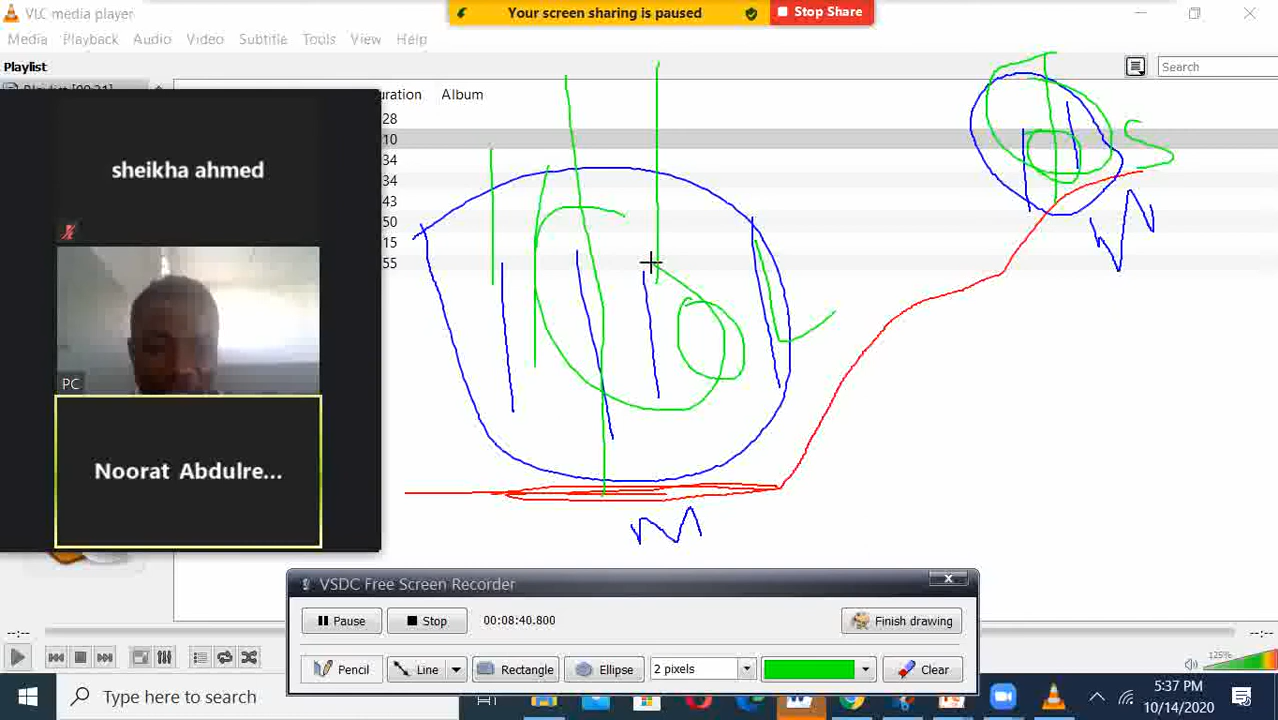 VLC media player
Your screen sharing is paused
Stop Share
Media Playback Audio Video Subtitle Tools View Help
Playlist
Search
uration Album
28
10
34
34
43
50
15
55
sheikha ahmed
PC
Noorat Abdulre...
S
M
VSDC Free Screen Recorder
Pause
Stop
00:08:40.800
Finish drawing
Pencil
Line
Rectangle
Ellipse
2 pixels
Clear
--:--
--:--
125%
Type here to search
5:37 PM
10/14/2020